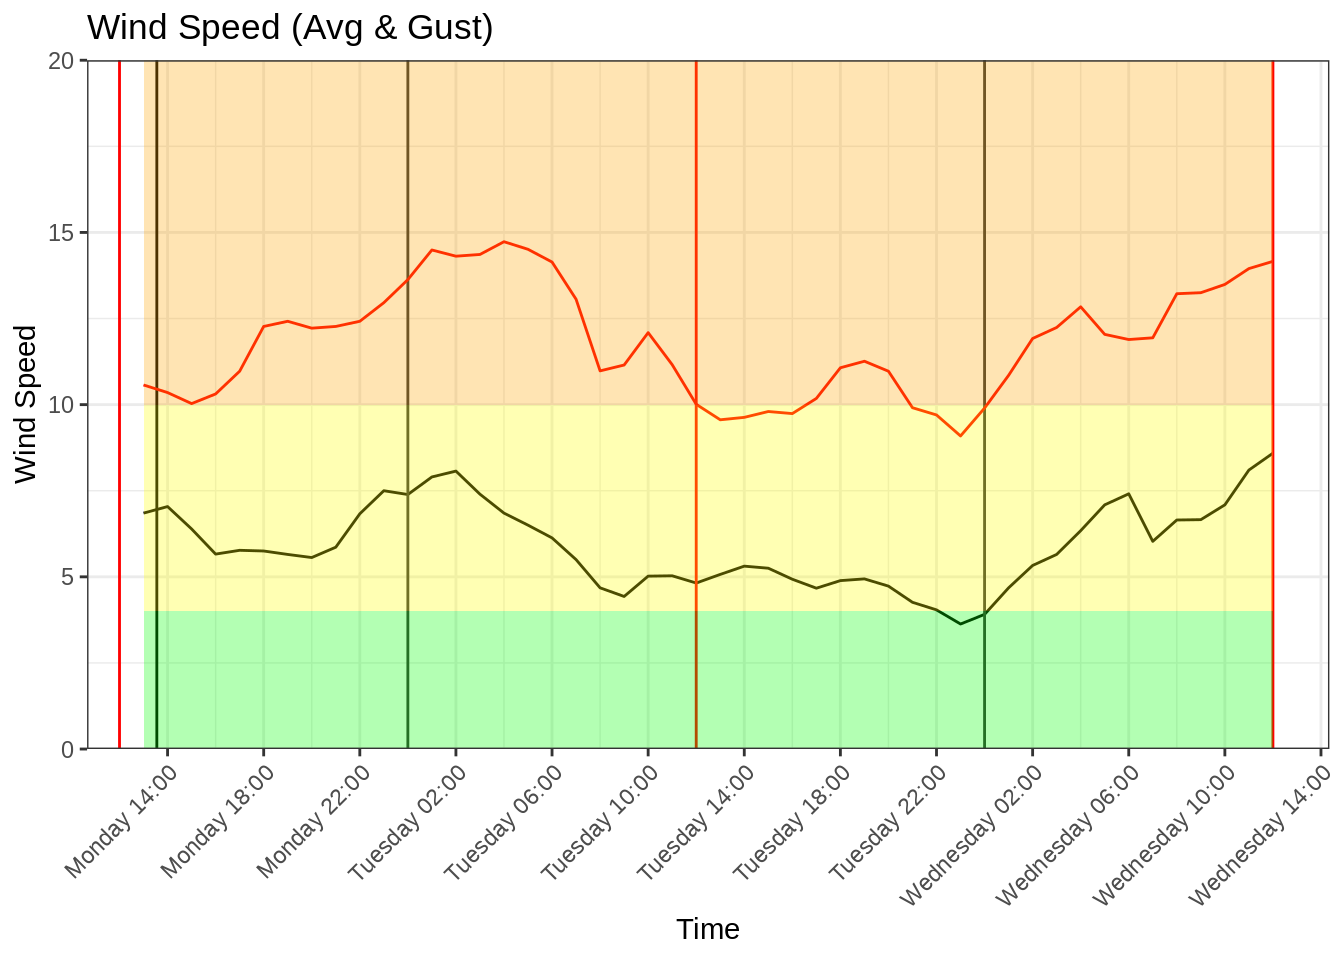 Wind Speed (Avg & Gust)
20
15
10
5
0
Wind Speed
Monday 14:00
Monday 18:00
Monday 22:00
Tuesday 02:00
Tuesday 06:00
Tuesday 10:00
Tuesday 14:00
Tuesday 18:00
Tuesday 22:00
Wednesday 02:00
Wednesday 06:00
Wednesday 10:00
Wednesday 14:00
Time